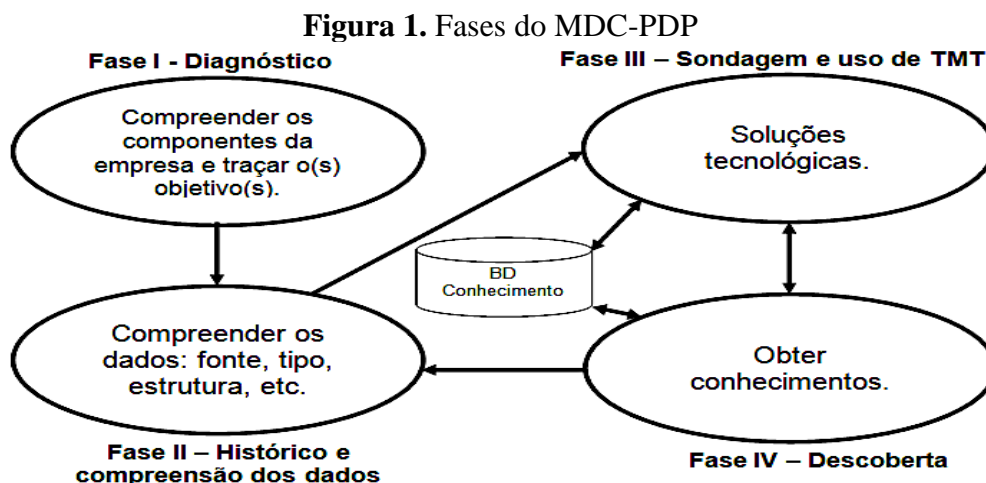 Figura 1. Fases do MDC-PDP
Fase I - Diagnóstico
Compreender os
componentes da
empresa e traçar o(s)
objetivo(s).
Fase III – Sondagem e uso de TMT
Soluções
tecnológicas.
BD
Conhecimento
Compreender os
dados: fonte, tipo,
estrutura, etc.
Fase II – Histórico e
compreensão dos dados
Obter
conhecimentos.
Fase IV – Descoberta